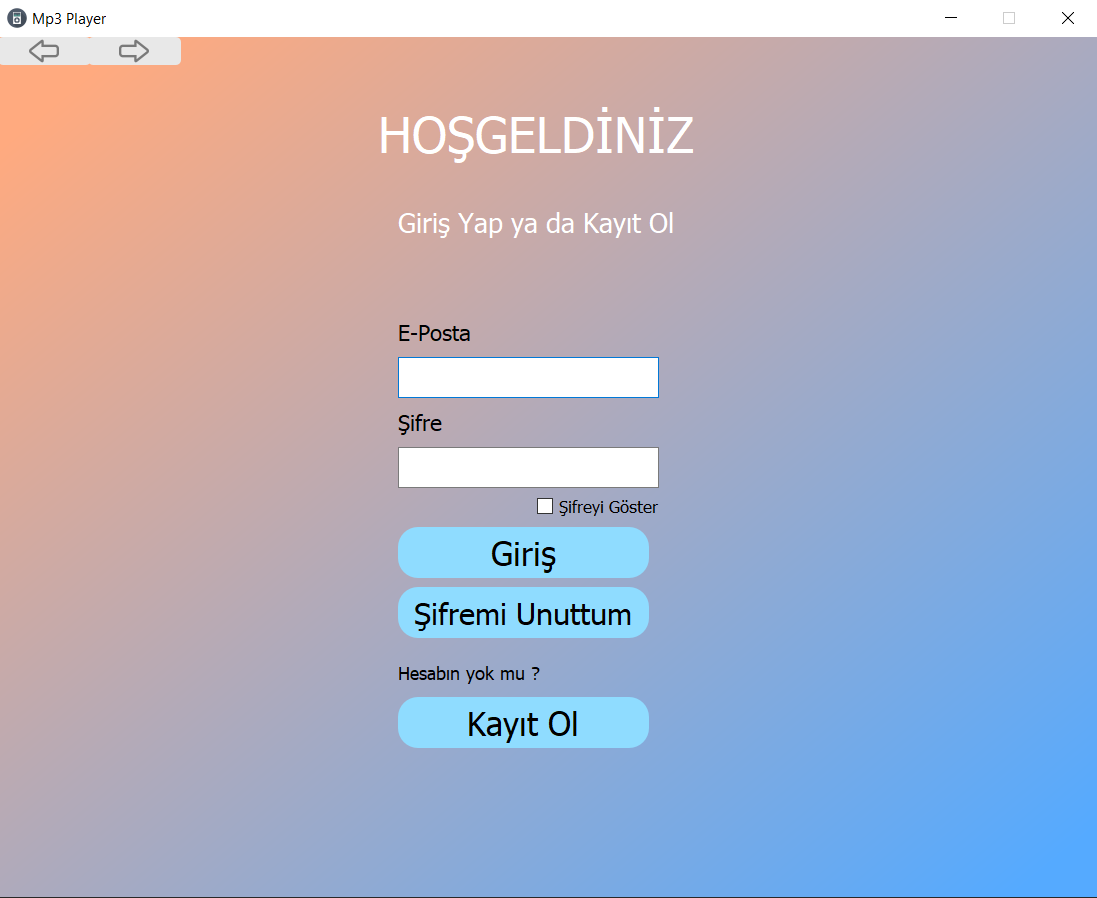 Mp3 Player
HOŞGELDİNİZ
Giriş Yap ya da Kayıt Ol
E-Posta
Şifre
Şifreyi Göster
Giriş
Şifremi Unuttum
Hesabın yok mu ?
Kayıt Ol